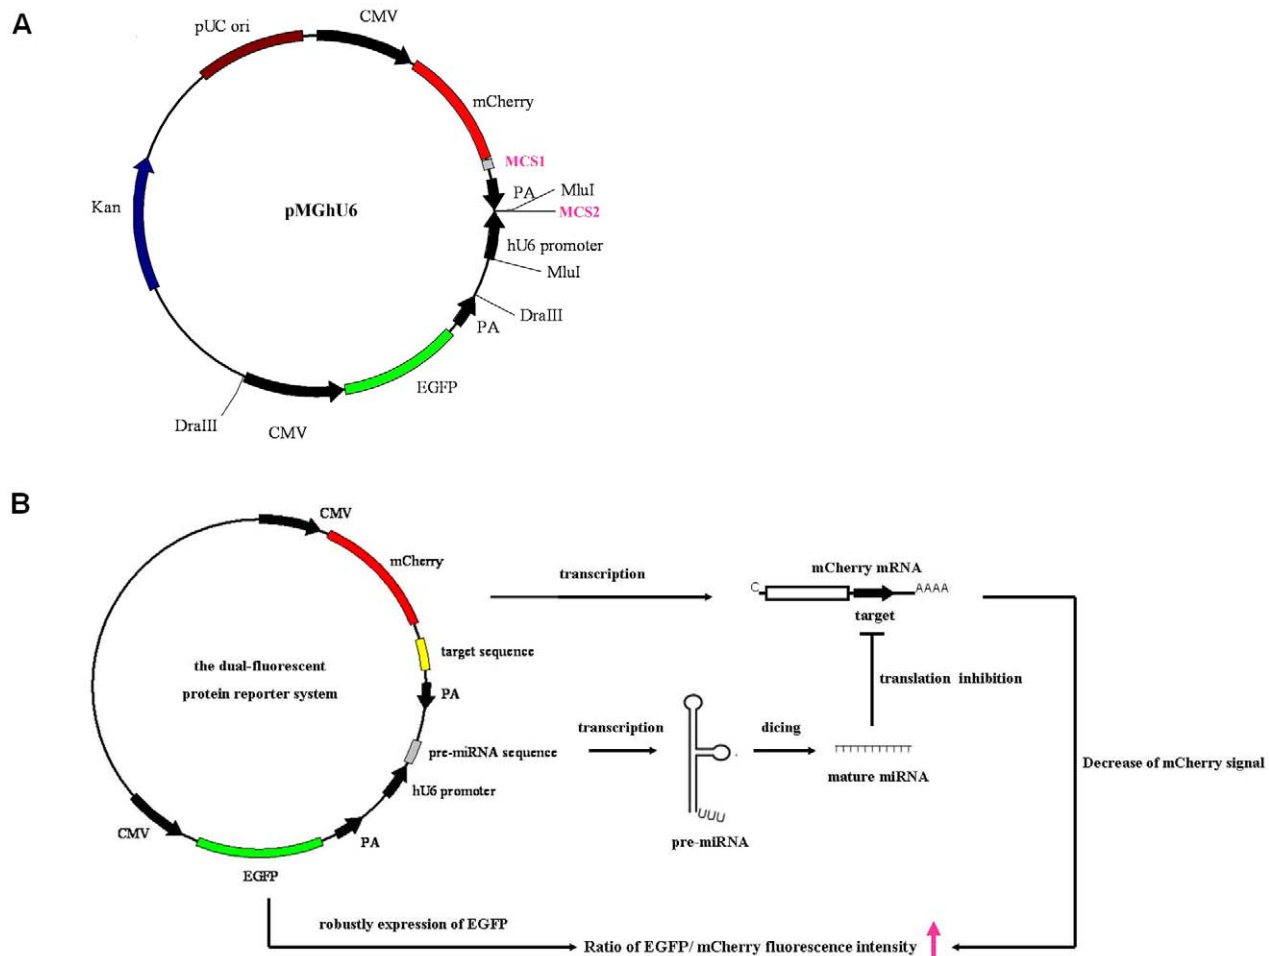 A
CMV
pUC ori
mCherry
MCS1
PA
MluI
MCS2
Kan
pMGhU6
hU6 promoter
MluI
DraIII
PA
EGFP
DraIII
CMV
B
CMV
mCherry
target sequence
the dual-fluorescent
protein reporter system
PA
pre-miRNA sequence
hU6 promoter
CMV
PA
EGFP
transcription
mCherry mRNA
C
AAAA
target
translation inhibition
transcription
dicing
mature miRNA
UUU
pre-miRNA
Decrease of mCherry signal
robustly expression of EGFP
Ratio of EGFP/ mCherry fluorescence intensity